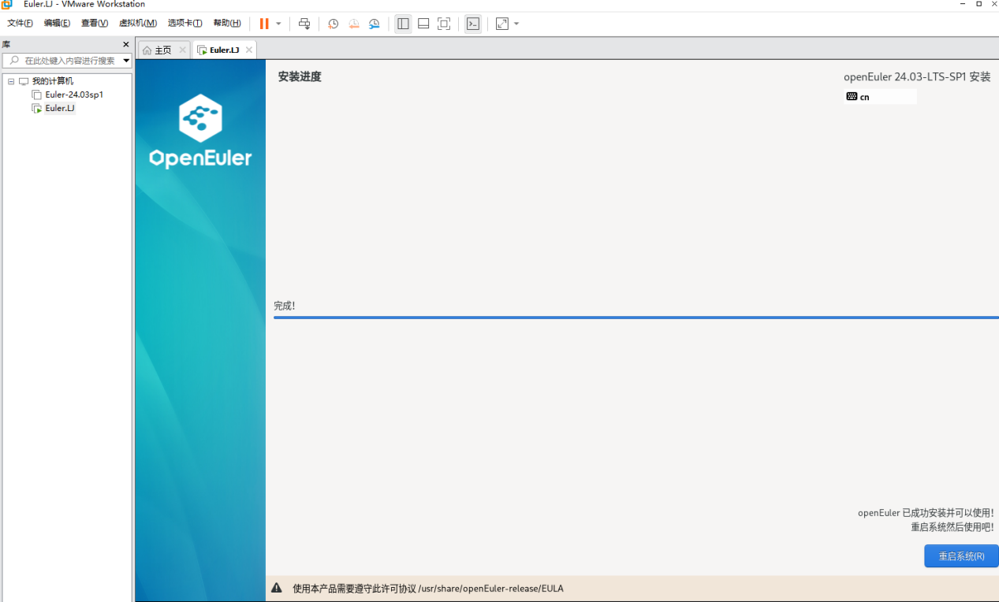 Euler.LJ - VMware Workstation
文件(F) 编辑(E) 查看(V) 虚拟机(M) 选项卡(T) 帮助(H)
库
在此处键入内容进行搜索
我的计算机
Euler-24.03sp1
Euler.LJ
主页
Euler.LJ
OpenEuler
安装进度
openEuler 24.03-LTS-SP1 安装
cn
完成!
openEuler 已成功安装并可以使用!
重启系统然后使用吧!
重启系统(R)
使用本产品需要遵守此许可协议 /usr/share/openEuler-release/EULA